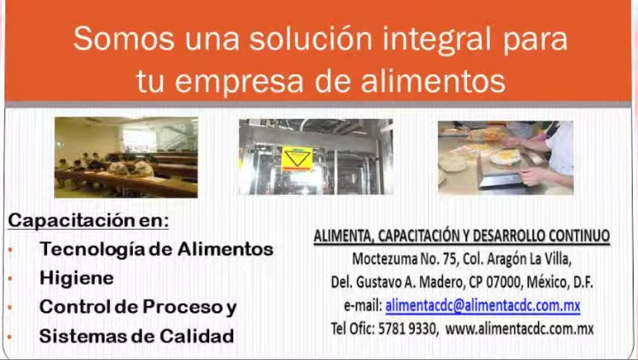 Somos una solución integral para
tu empresa de alimentos
Capacitación en:
• Tecnología de Alimentos
• Higiene
• Control de Proceso y
• Sistemas de Calidad
ALIMENTA, CAPACITACIÓN Y DESARROLLO CONTINUO
Moctezuma No. 75, Col. Aragón La Villa,
Del. Gustavo A. Madero, CP 07000, México, D.F.
e-mail: alimentacdc@alimentacdc.com.mx
Tel Ofic: 5781 9330, www.alimentacdc.com.mx